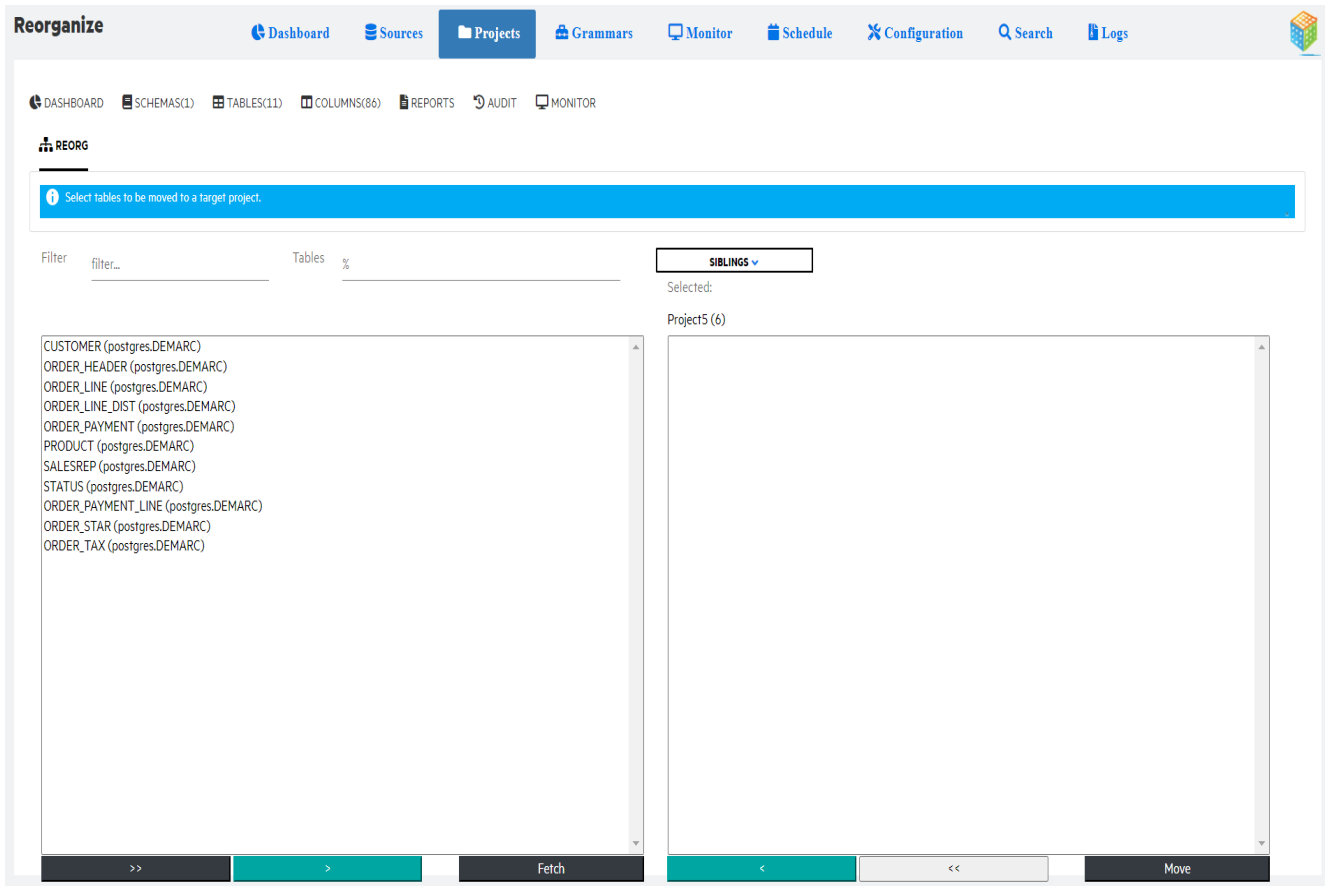 Reorganize
Dashboard Sources Projects Grammars Monitor Schedule Configuration Search Logs
DASHBOARD SCHEMAS(1) TABLES(11) COLUMNS(86) REPORTS AUDIT MONITOR
REORG
Select tables to be moved to a target project.
Filter filter... Tables % SIBLINGS
Selected:
Project5 (6)
CUSTOMER (postgres.DEMARC)
ORDER_HEADER (postgres.DEMARC)
ORDER_LINE (postgres.DEMARC)
ORDER_LINE_DIST (postgres.DEMARC)
ORDER_PAYMENT (postgres.DEMARC)
PRODUCT (postgres.DEMARC)
SALESREP (postgres.DEMARC)
STATUS (postgres.DEMARC)
ORDER_PAYMENT_LINE (postgres.DEMARC)
ORDER_STAR (postgres.DEMARC)
ORDER_TAX (postgres.DEMARC)
>> > Fetch < << Move